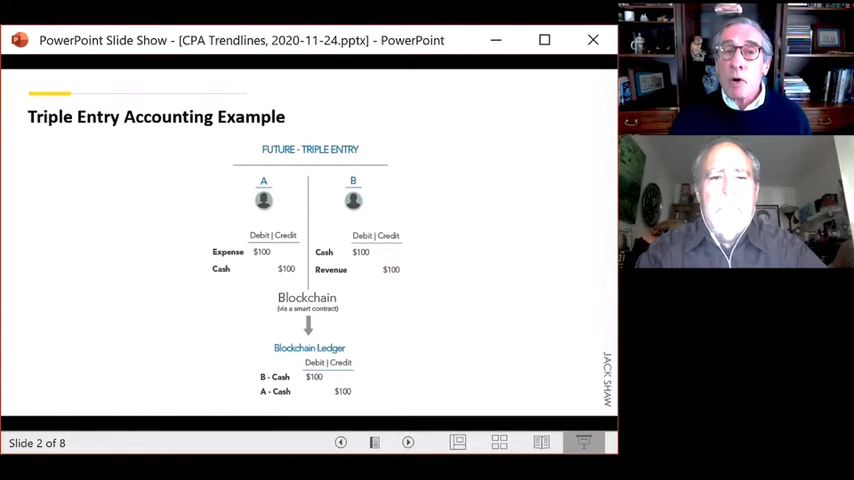 PowerPoint Slide Show - [CPA Trendlines, 2020-11-24.pptx] - PowerPoint
Triple Entry Accounting Example
FUTURE - TRIPLE ENTRY
A B
Debit | Credit Debit | Credit
Expense $100 Cash $100
Cash $100 Revenue $100
Blockchain
(vis a smart contract)
Blockchain Ledger
Debit | Credit
B - Cash $100
A - Cash $100
JACK SHAW
Slide 2 of 8